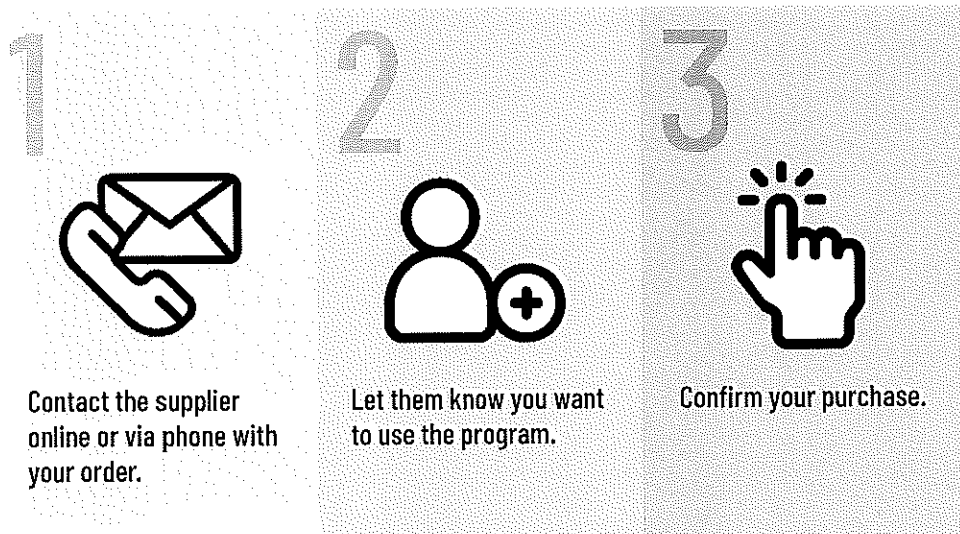 1
Contact the supplier
online or via phone with
your order.
2
Let them know you want
to use the program.
3
Confirm your purchase.